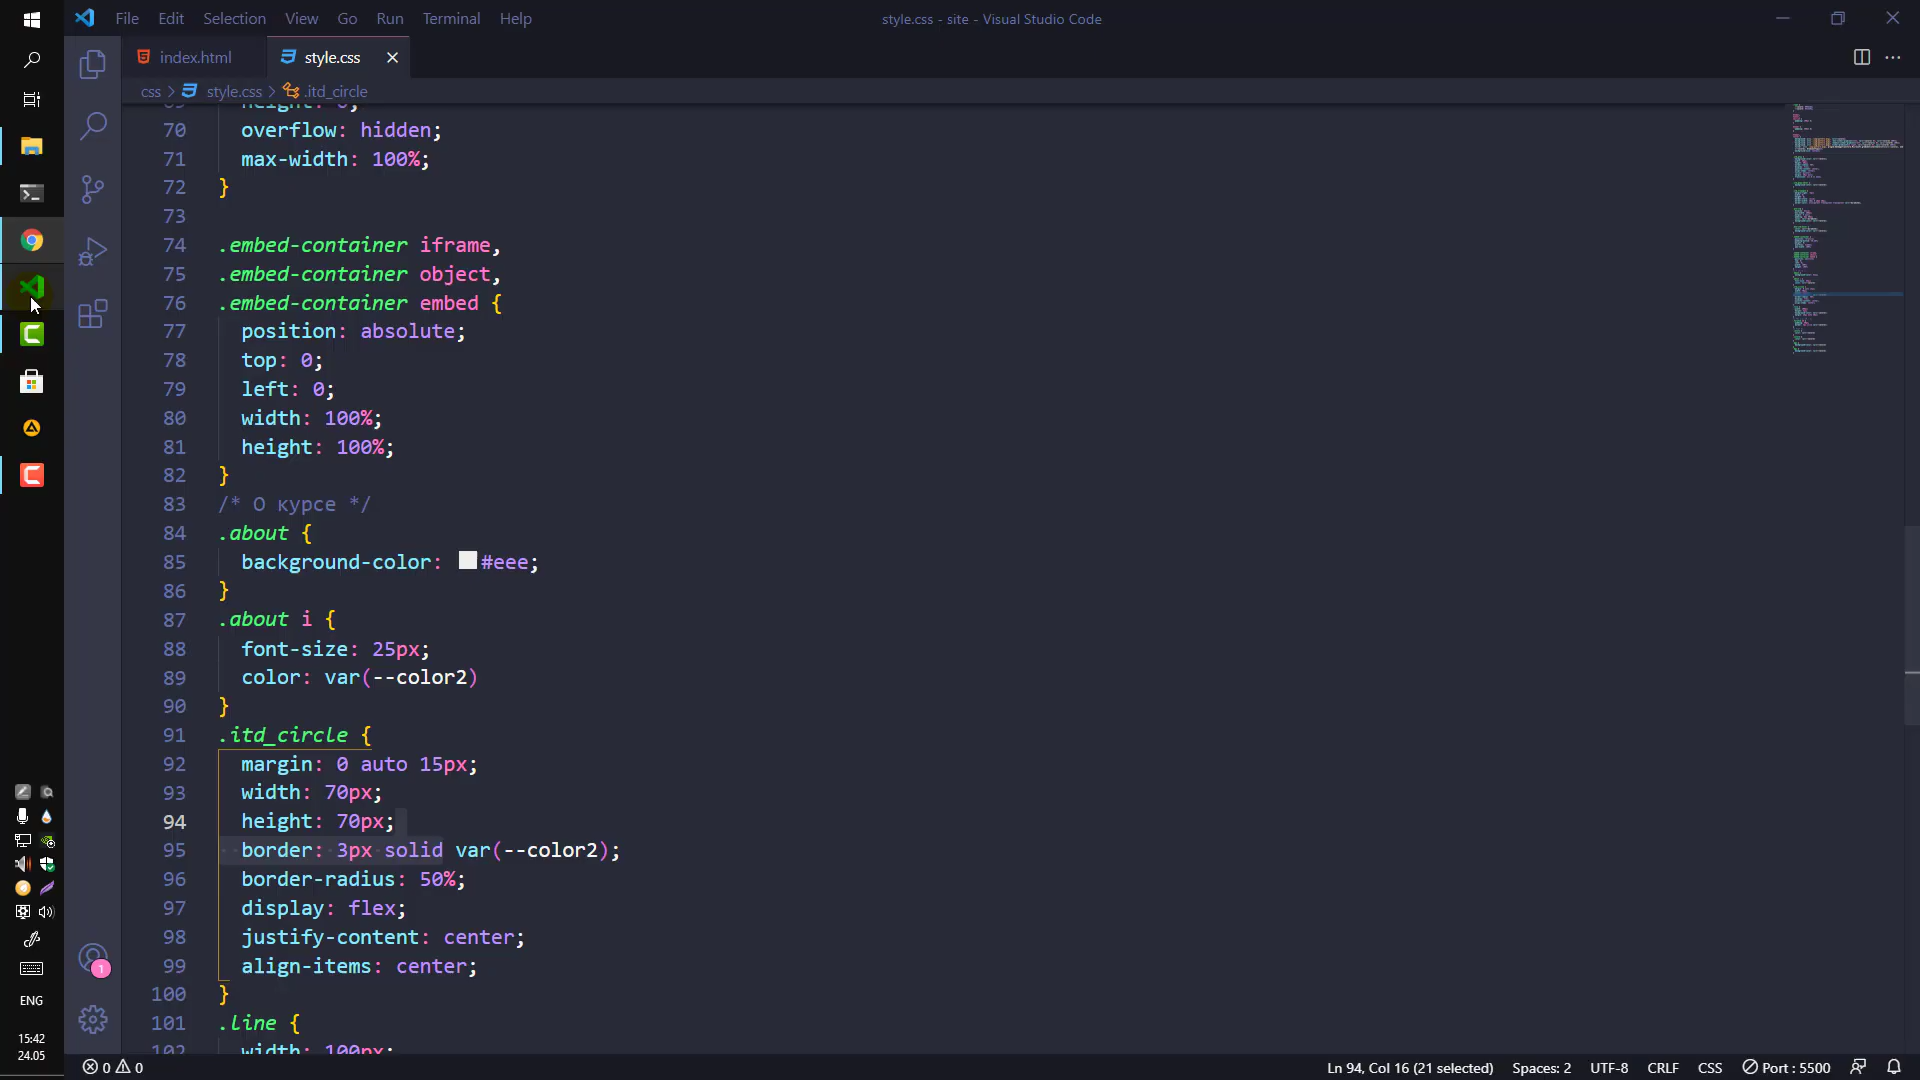 File Edit Selection View Go Run Terminal Help
style.css - site - Visual Studio Code
index.html
style.css
css > style.css > .itd_circle
70 overflow: hidden;
71 max-width: 100%;
72 }
73
74 .embed-container iframe,
75 .embed-container object,
76 .embed-container embed {
77 position: absolute;
78 top: 0;
79 left: 0;
80 width: 100%;
81 height: 100%;
82 }
83 /* О курсе */
84 .about {
85 background-color: #eee;
86 }
87 .about i {
88 font-size: 25px;
89 color: var(--color2)
90 }
91 .itd_circle {
92 margin: 0 auto 15px;
93 width: 70px;
94 height: 70px;
95 border: 3px solid var(--color2);
96 border-radius: 50%;
97 display: flex;
98 justify-content: center;
99 align-items: center;
100 }
101 .line {
102 width: 100px;
1
ENG
15:42
24.05
0 0
Ln 94, Col 16 (21 selected) Spaces: 2 UTF-8 CRLF CSS Port : 5500